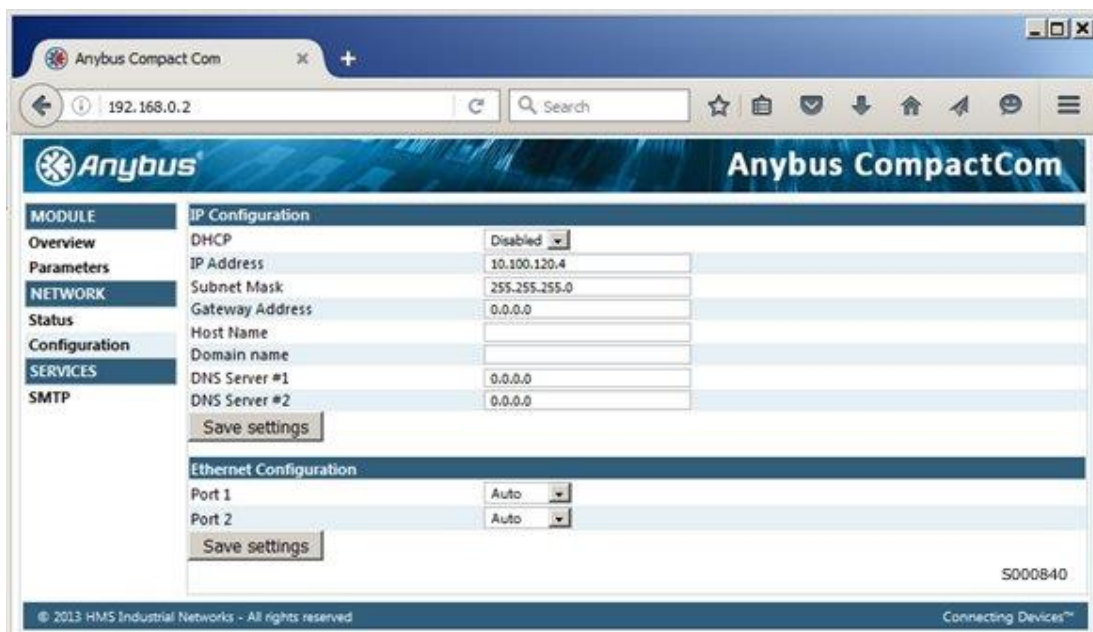 Anybus Compact Com
192.168.0.2
Search
Anybus
Anybus CompactCom
MODULE
Overview
Parameters
NETWORK
Status
Configuration
SERVICES
SMTP
IP Configuration
DHCP Disabled
IP Address 10.100.120.4
Subnet Mask 255.255.255.0
Gateway Address 0.0.0.0
Host Name
Domain name
DNS Server #1 0.0.0.0
DNS Server #2 0.0.0.0
Save settings
Ethernet Configuration
Port 1 Auto
Port 2 Auto
Save settings
S000840
© 2013 HMS Industrial Networks - All rights reserved
Connecting Devices™